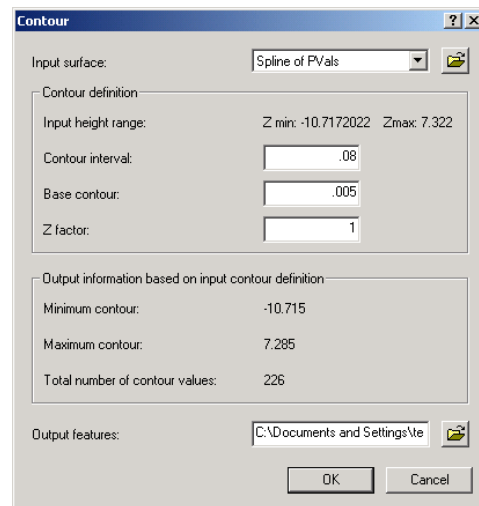 Contour
Input surface: Spline of PVals
Contour definition
Input height range: Z min: -10.7172022 Zmax: 7.322
Contour interval: .08
Base contour: .005
Z factor: 1
Output information based on input contour definition
Minimum contour: -10.715
Maximum contour: 7.285
Total number of contour values: 226
Output features: C:\Documents and Settings\te
OK Cancel